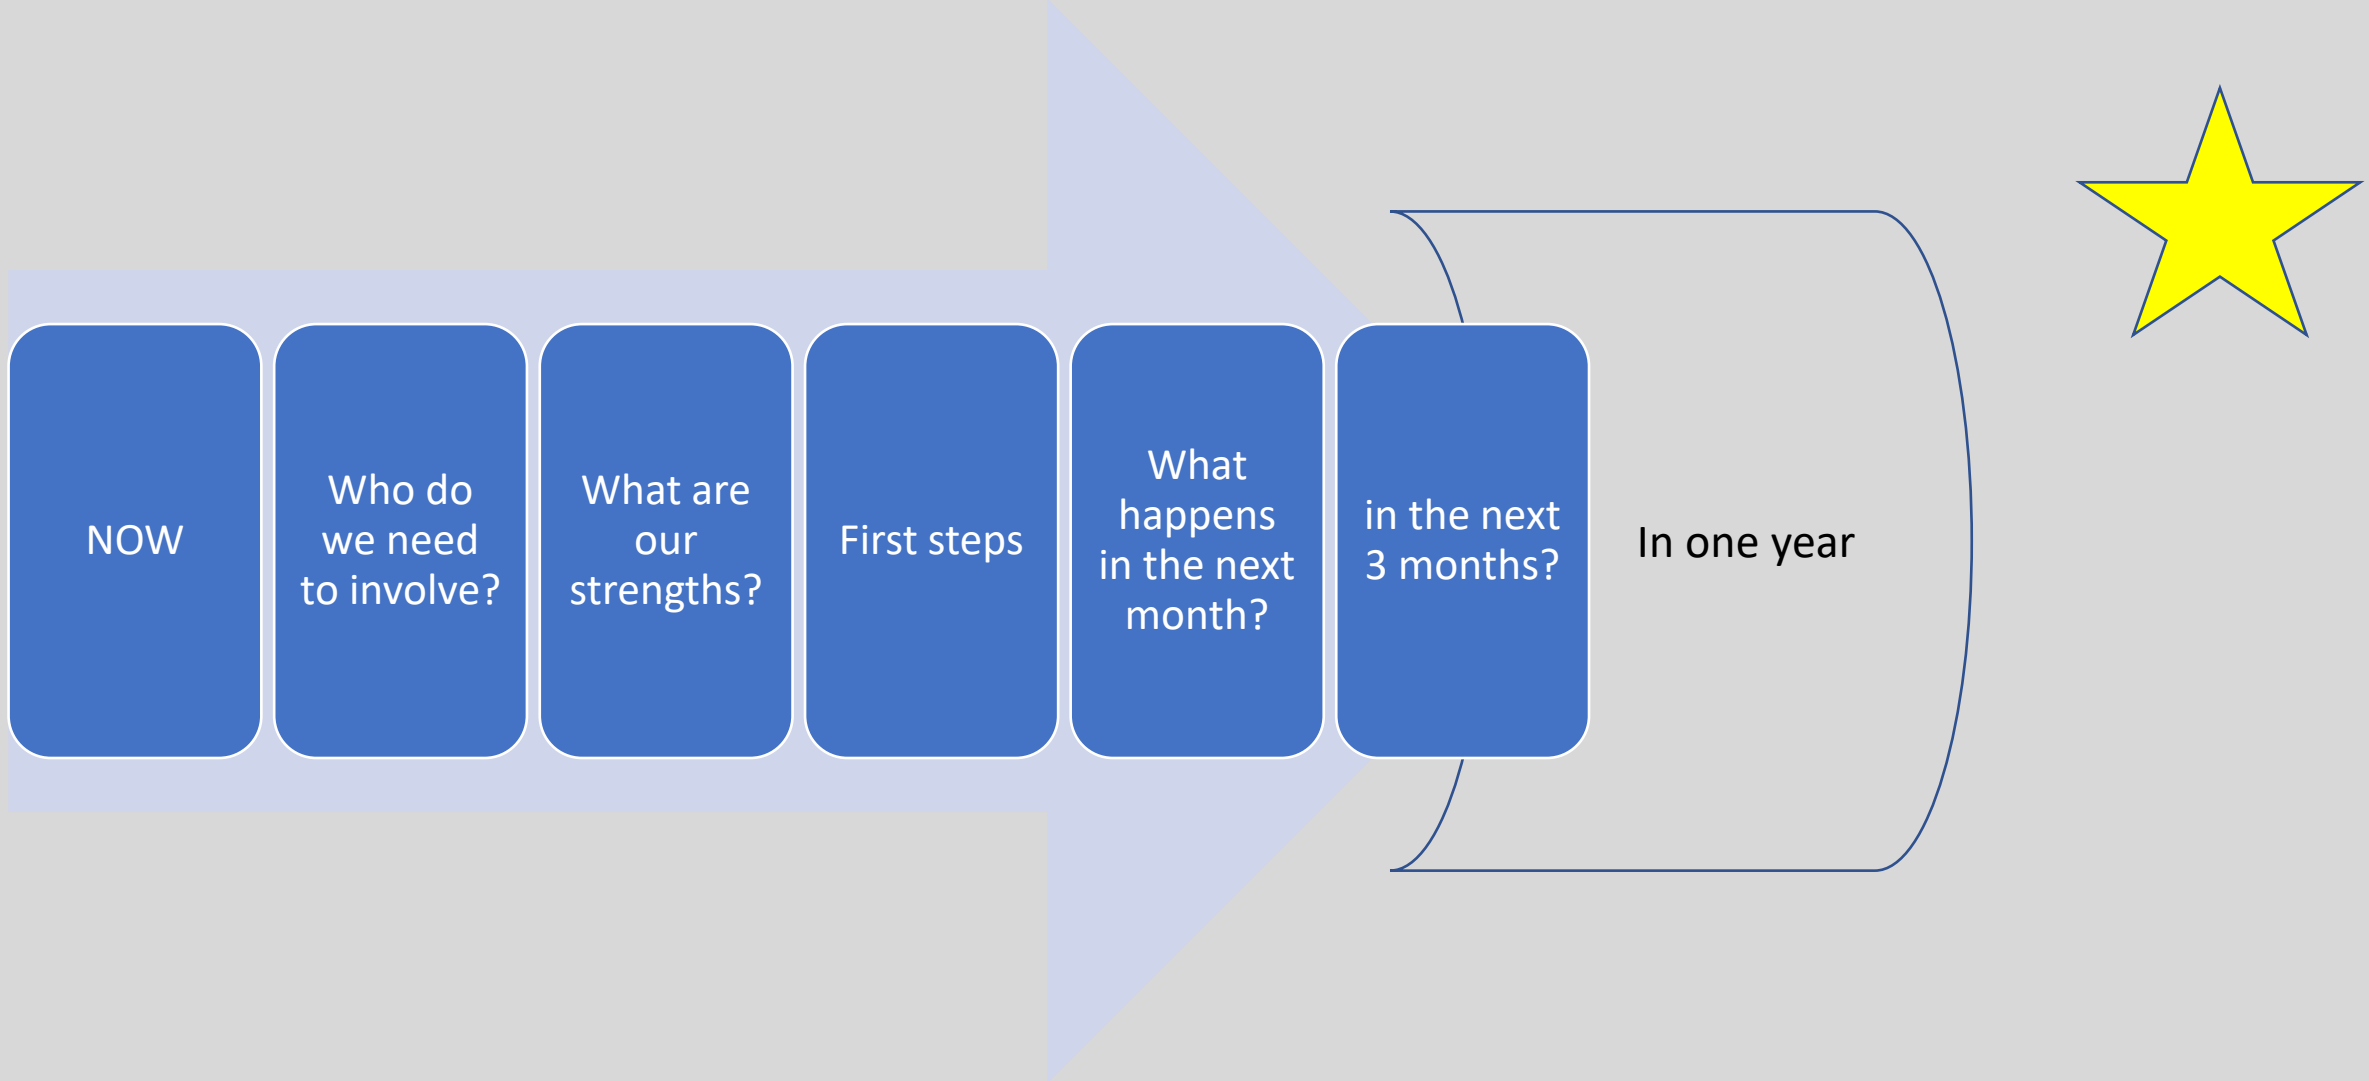 NOW
Who do
we need
to involve?
What are
our
strengths?
First steps
What
happens
in the next
month?
in the next
3 months?
In one year